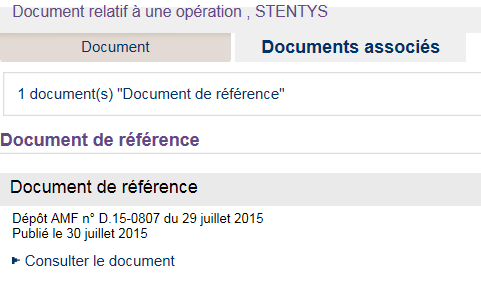 Document relatif à une opération , STENTYS
Document
Documents associés
1 document(s) "Document de référence"
Document de référence
Document de référence
Dépôt AMF n° D.15-0807 du 29 juillet 2015
Publié le 30 juillet 2015
Consulter le document